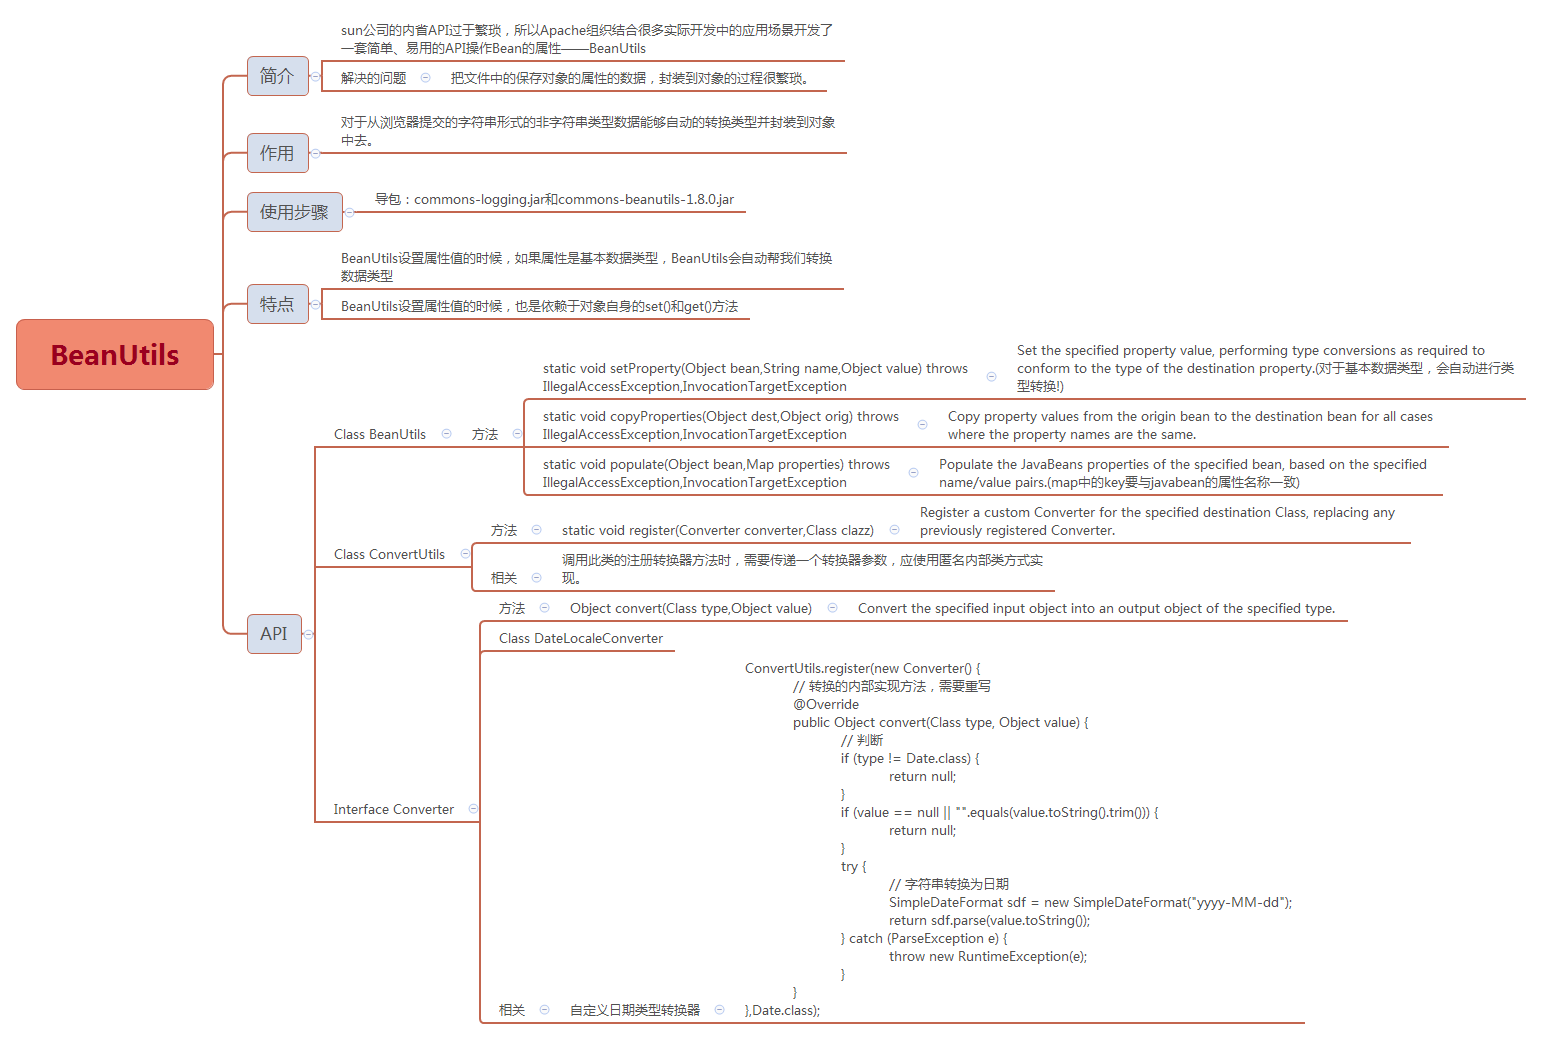 BeanUtils
简介
sun公司的内省API过于繁琐，所以Apache组织结合很多实际开发中的应用场景开发了
一套简单、易用的API操作Bean的属性——BeanUtils
解决的问题
把文件中的保存对象的属性的数据，封装到对象的过程很繁琐。
作用
对于从浏览器提交的字符串形式的非字符串类型数据能够自动的转换类型并封装到对象
中去。
使用步骤
导包：commons-logging.jar和commons-beanutils-1.8.0.jar
特点
BeanUtils设置属性值的时候，如果属性是基本数据类型，BeanUtils会自动帮我们转换
数据类型
BeanUtils设置属性值的时候，也是依赖于对象自身的set()和get()方法
API
Class BeanUtils
方法
static void setProperty(Object bean,String name,Object value) throws
IllegalAccessException,InvocationTargetException
Set the specified property value, performing type conversions as required to
conform to the type of the destination property.(对于基本数据类型，会自动进行类
型转换!)
static void copyProperties(Object dest,Object orig) throws
IllegalAccessException,InvocationTargetException
Copy property values from the origin bean to the destination bean for all cases
where the property names are the same.
static void populate(Object bean,Map properties) throws
IllegalAccessException,InvocationTargetException
Populate the JavaBeans properties of the specified bean, based on the specified
name/value pairs.(map中的key要与javabean的属性名称一致)
Class ConvertUtils
方法
static void register(Converter converter,Class clazz)
Register a custom Converter for the specified destination Class, replacing any
previously registered Converter.
相关
调用此类的注册转换器方法时，需要传递一个转换器参数，应使用匿名内部类方式实
现。
Interface Converter
方法
Object convert(Class type,Object value)
Convert the specified input object into an output object of the specified type.
Class DateLocaleConverter
相关
自定义日期类型转换器
ConvertUtils.register(new Converter() {
// 转换的内部实现方法，需要重写
@Override
public Object convert(Class type, Object value) {
// 判断
if (type != Date.class) {
return null;
}
if (value == null || "".equals(value.toString().trim())) {
return null;
}
try {
// 字符串转换为日期
SimpleDateFormat sdf = new SimpleDateFormat("yyyy-MM-dd");
return sdf.parse(value.toString());
} catch (ParseException e) {
throw new RuntimeException(e);
}
}
},Date.class);